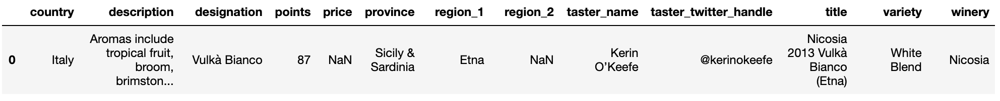 country description designation points price province region_1 region_2 taster_name taster_twitter_handle title variety winery
0 Italy Aromas include tropical fruit, broom, brimston... Vulkà Bianco 87 NaN Sicily & Sardinia Etna NaN Kerin O’Keefe @kerinokeefe Nicosia 2013 Vulkà Bianco (Etna) White Blend Nicosia